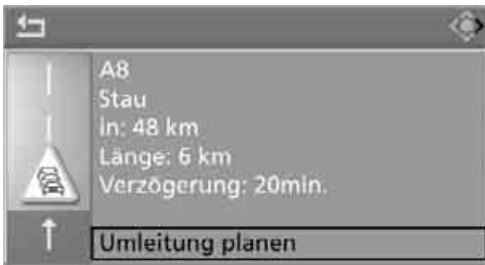 A8
Stau
in: 48 km
Länge: 6 km
Verzögerung: 20min.
Umleitung planen